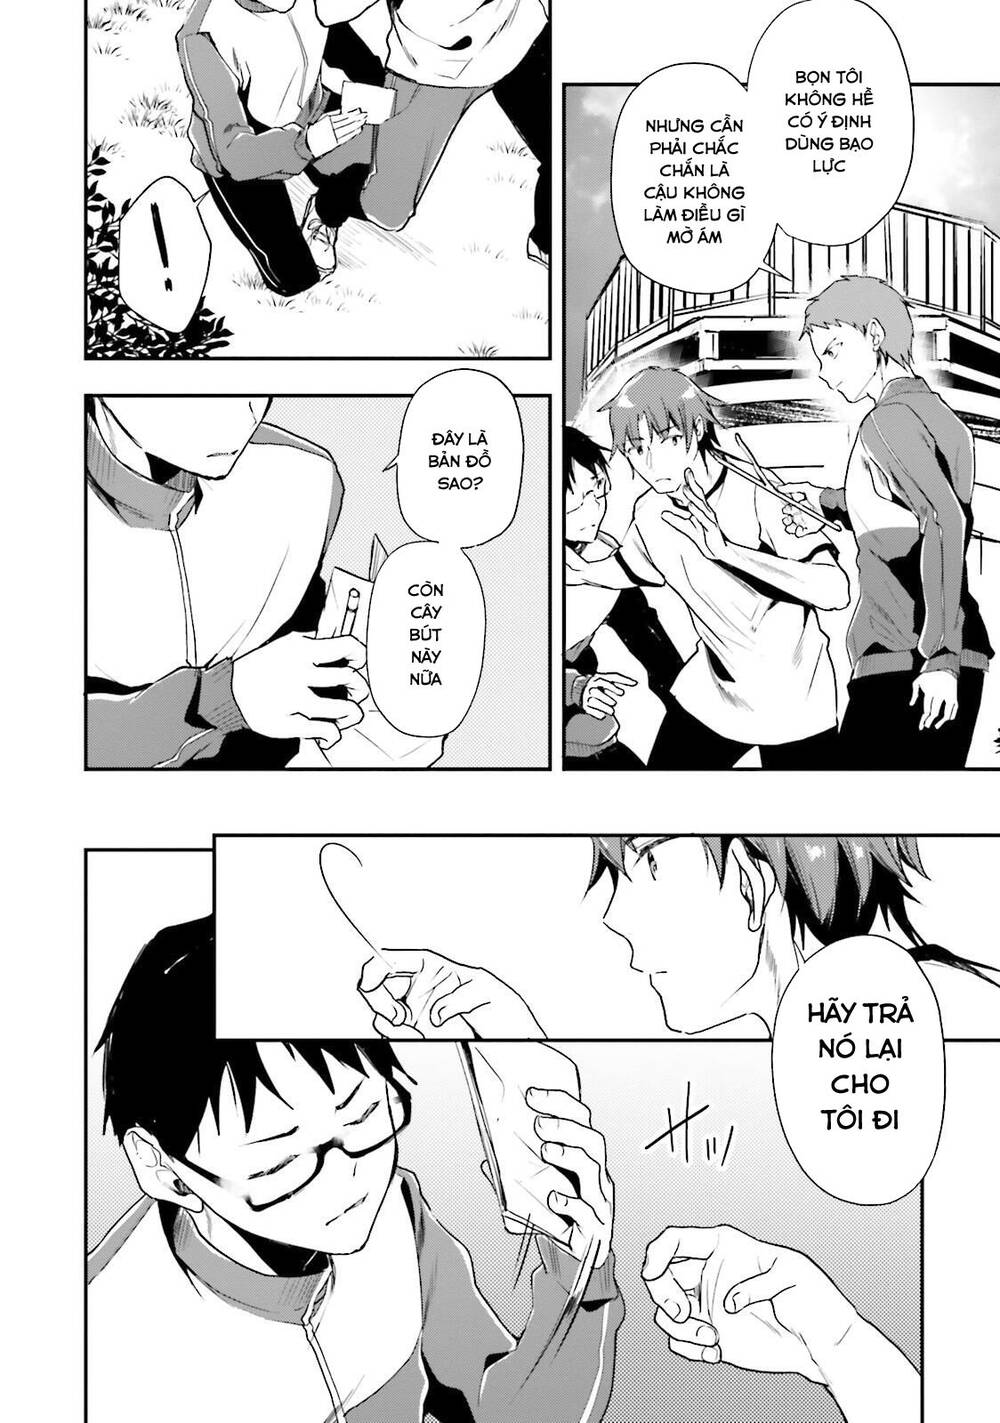 BỌN TÔI
KHÔNG HỀ
CÓ Ý ĐỊNH
DÙNG BẠO
LỰC
NHƯNG CẦN
PHẢI CHẮC
CHẮN LÀ
CẬU KHÔNG
LÀM ĐIỀU GÌ
MỜ ÁM
!
ĐÂY LÀ
BẢN ĐỒ
SAO?
CÒN
CÂY
BÚT NÀY
NỮA
HÃY TRẢ
NÓ LẠI
CHO
TÔI ĐI
ガッ